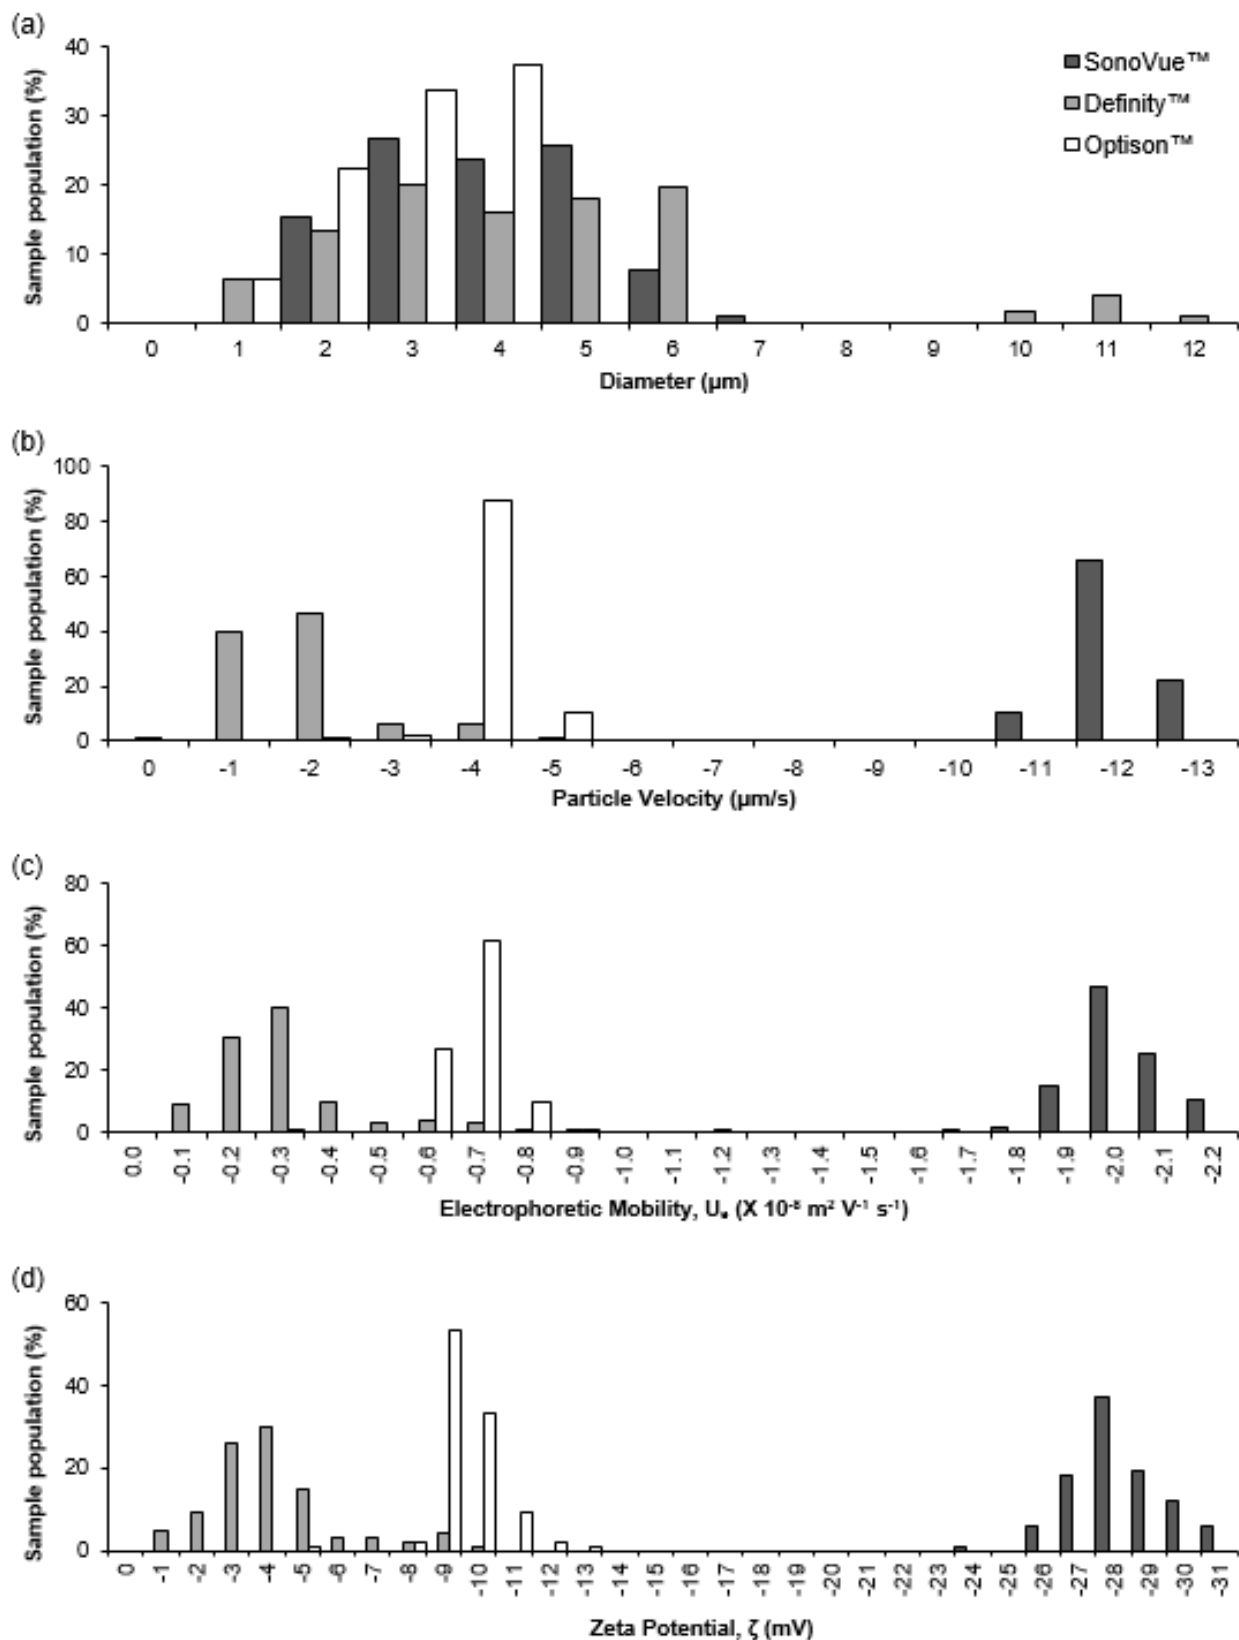 (a)
Sample population (%)
40
30
20
10
0
SonoVue™
Definity™
Optison™
0 1 2 3 4 5 6 7 8 9 10 11 12
Diameter (µm)
(b)
Sample population (%)
100
80
60
40
20
0
0 -1 -2 -3 -4 -5 -6 -7 -8 -9 -10 -11 -12 -13
Particle Velocity (µm/s)
(c)
Sample population (%)
80
60
40
20
0
0.0 -0.1 -0.2 -0.3 -0.4 -0.5 -0.6 -0.7 -0.8 -0.9 -1.0 -1.1 -1.2 -1.3 -1.4 -1.5 -1.6 -1.7 -1.8 -1.9 -2.0 -2.1 -2.2
Electrophoretic Mobility, Uₑ (X 10⁻⁸ m² V⁻¹ s⁻¹)
(d)
Sample population (%)
60
40
20
0
0 -1 -2 -3 -4 -5 -6 -7 -8 -9 -10 -11 -12 -13 -14 -15 -16 -17 -18 -19 -20 -21 -22 -23 -24 -25 -26 -27 -28 -29 -30 -31
Zeta Potential, ζ (mV)